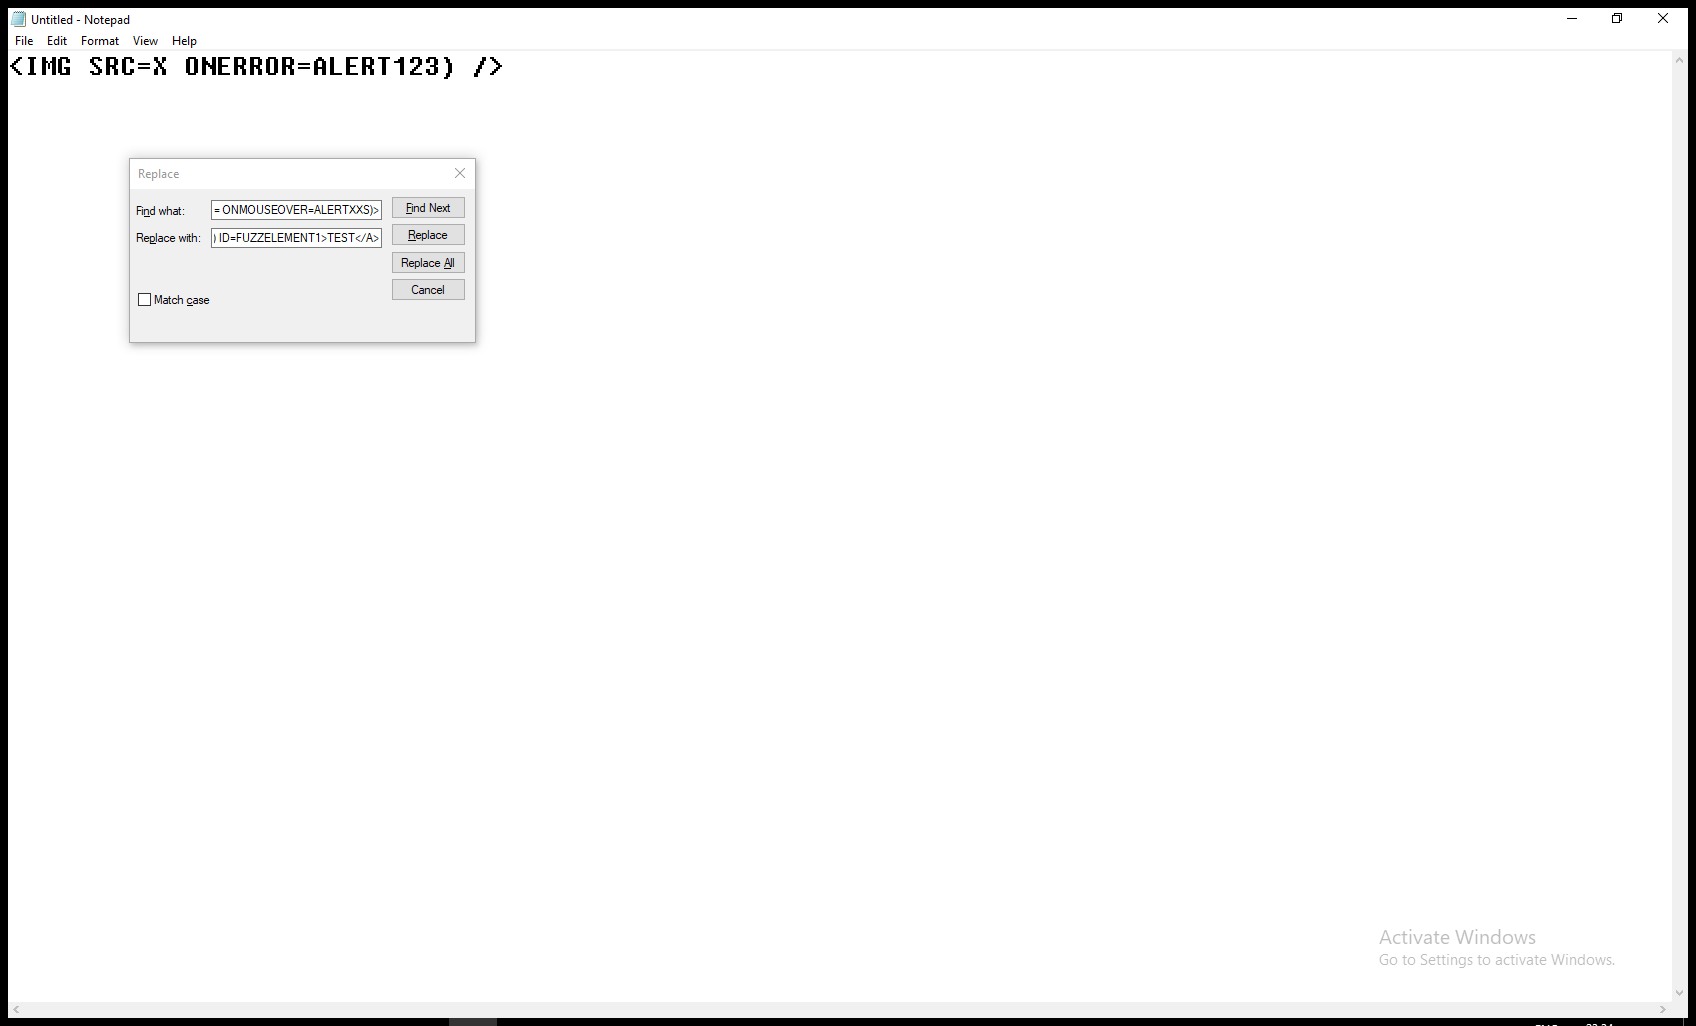 Untitled - Notepad
File Edit Format View Help
<IMG SRC=X ONERROR=ALERT123) />
Replace
Find what: = ONMOUSEOVER=ALERTXXS)> Find Next
Replace with: ) ID=FUZZELEMENT1>TEST</A> Replace
Replace All
Cancel
Match case
Activate Windows
Go to Settings to activate Windows.